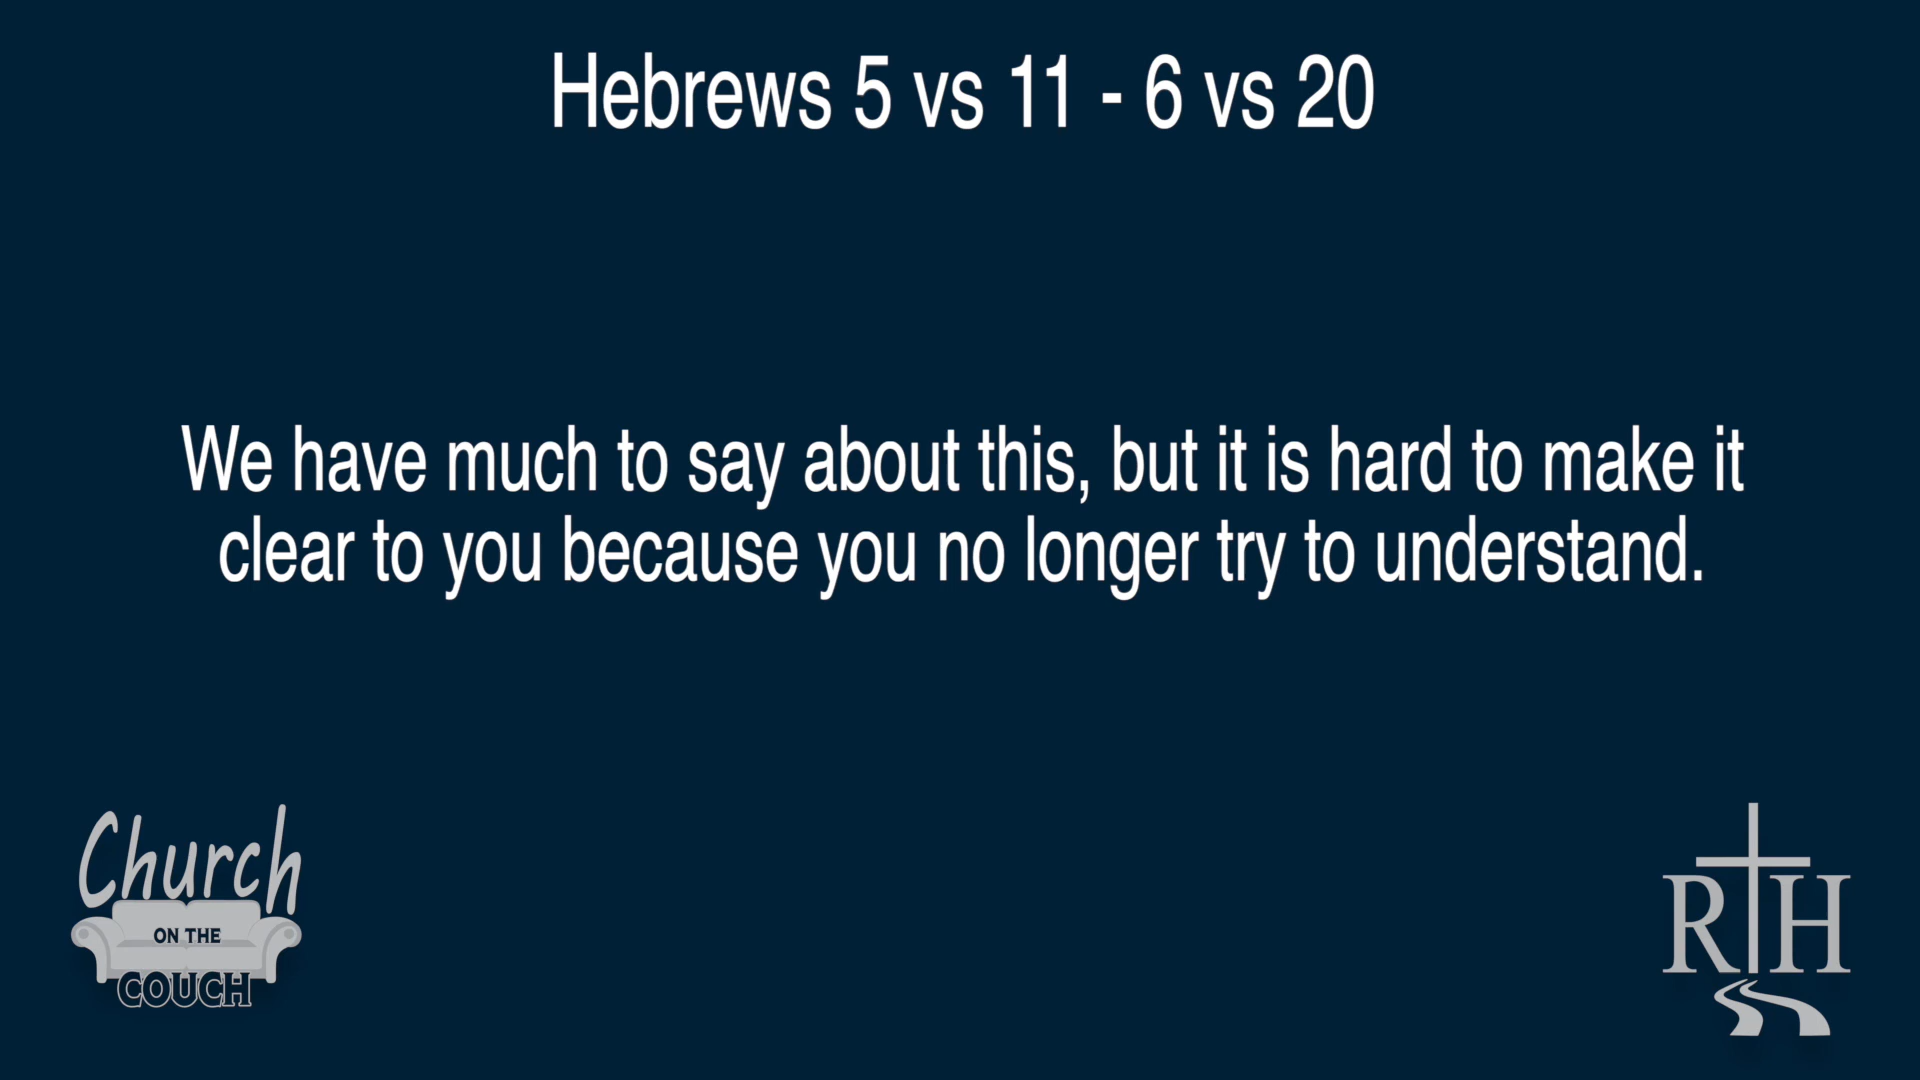 Hebrews 5 vs 11 - 6 vs 20
We have much to say about this, but it is hard to make it
clear to you because you no longer try to understand.
Church
ON THE
COUCH
RTH